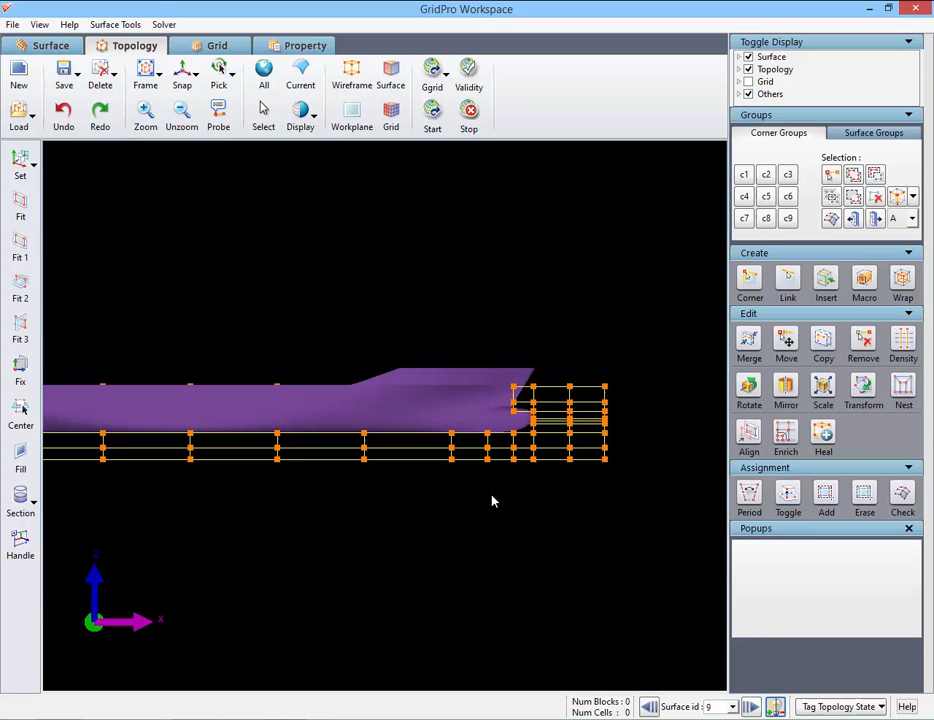 GridPro Workspace
File View Help Surface Tools Solver
Surface Topology Grid Property
New Save Delete Frame Snap Pick All Current Wireframe Surface Ggrid Validity
Load Undo Redo Zoom Unzoom Probe Select Display Workplane Grid Start Stop
Set
Fit
Fit 1
Fit 2
Fit 3
Fix
Center
Fill
Section
Handle
Z
X
Toggle Display
Surface
Topology
Grid
Others
Groups
Corner Groups Surface Groups
Selection :
c1 c2 c3
c4 c5 c6
c7 c8 c9 A
Create
Corner Link Insert Macro Wrap
Edit
Merge Move Copy Remove Density
Rotate Mirror Scale Transform Nest
Align Enrich Heal
Assignment
Period Toggle Add Erase Check
Popups
Num Blocks: 0
Num Cells: 0
Surface id: 9
Tag Topology State
Help